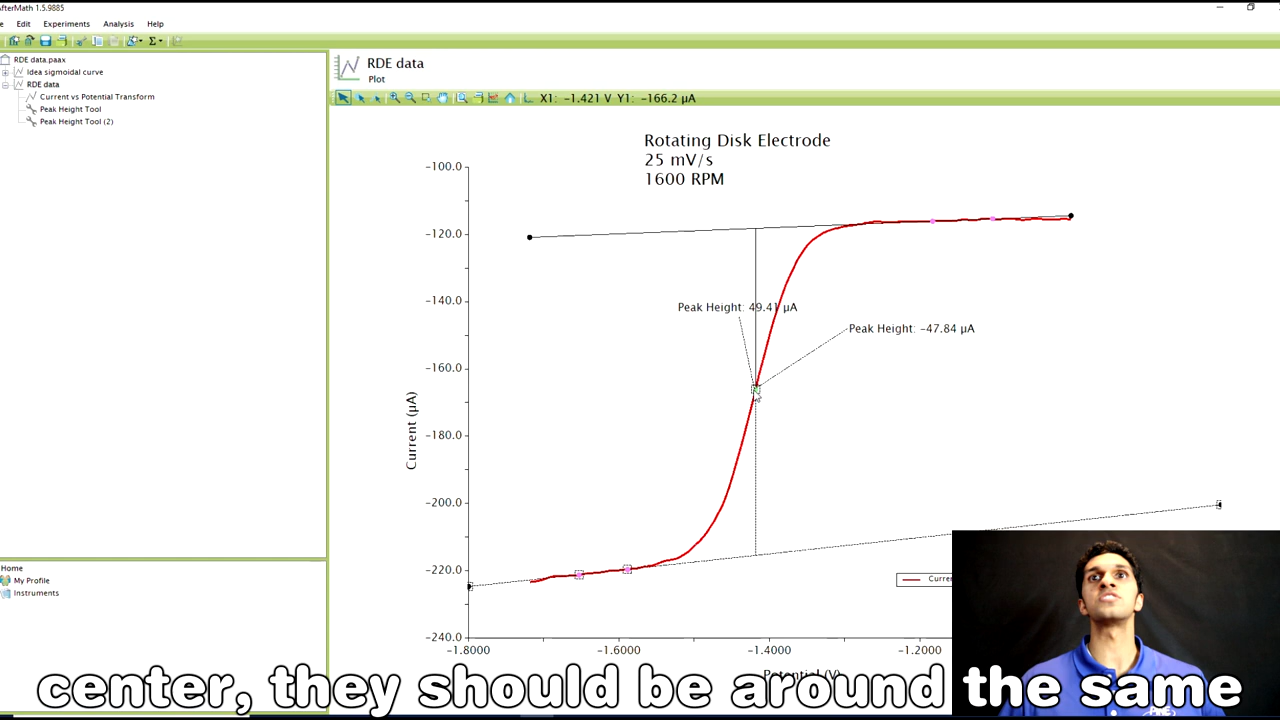 AfterMath 1.5.9885
Edit Experiments Analysis Help
RDE data.paax
Idea sigmoidal curve
RDE data
Current vs Potential Transform
Peak Height Tool
Peak Height Tool (2)
Home
My Profile
Instruments
RDE data
Plot
X1: -1.421 V Y1: -166.2 µA
Rotating Disk Electrode
25 mV/s
1600 RPM
-100.0
-120.0
-140.0
-160.0
-180.0
-200.0
-220.0
-240.0
Current (µA)
Peak Height: 49.41 µA
Peak Height: -47.84 µA
-1.8000 -1.6000 -1.4000 -1.2000
Potential (V)
center, they should be around the same